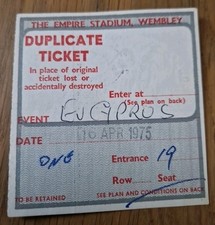 THE EMPIRE STADIUM, WEMBLEY
DUPLICATE
TICKET
In place of original
ticket lost or
accidentally destroyed
Enter at
(See plan on back)
EVENT EV CYPRUS
DATE 16 APR 1975
ONE Entrance 19
Row Seat
TO BE RETAINED SEE PLAN AND CONDITIONS ON BACK